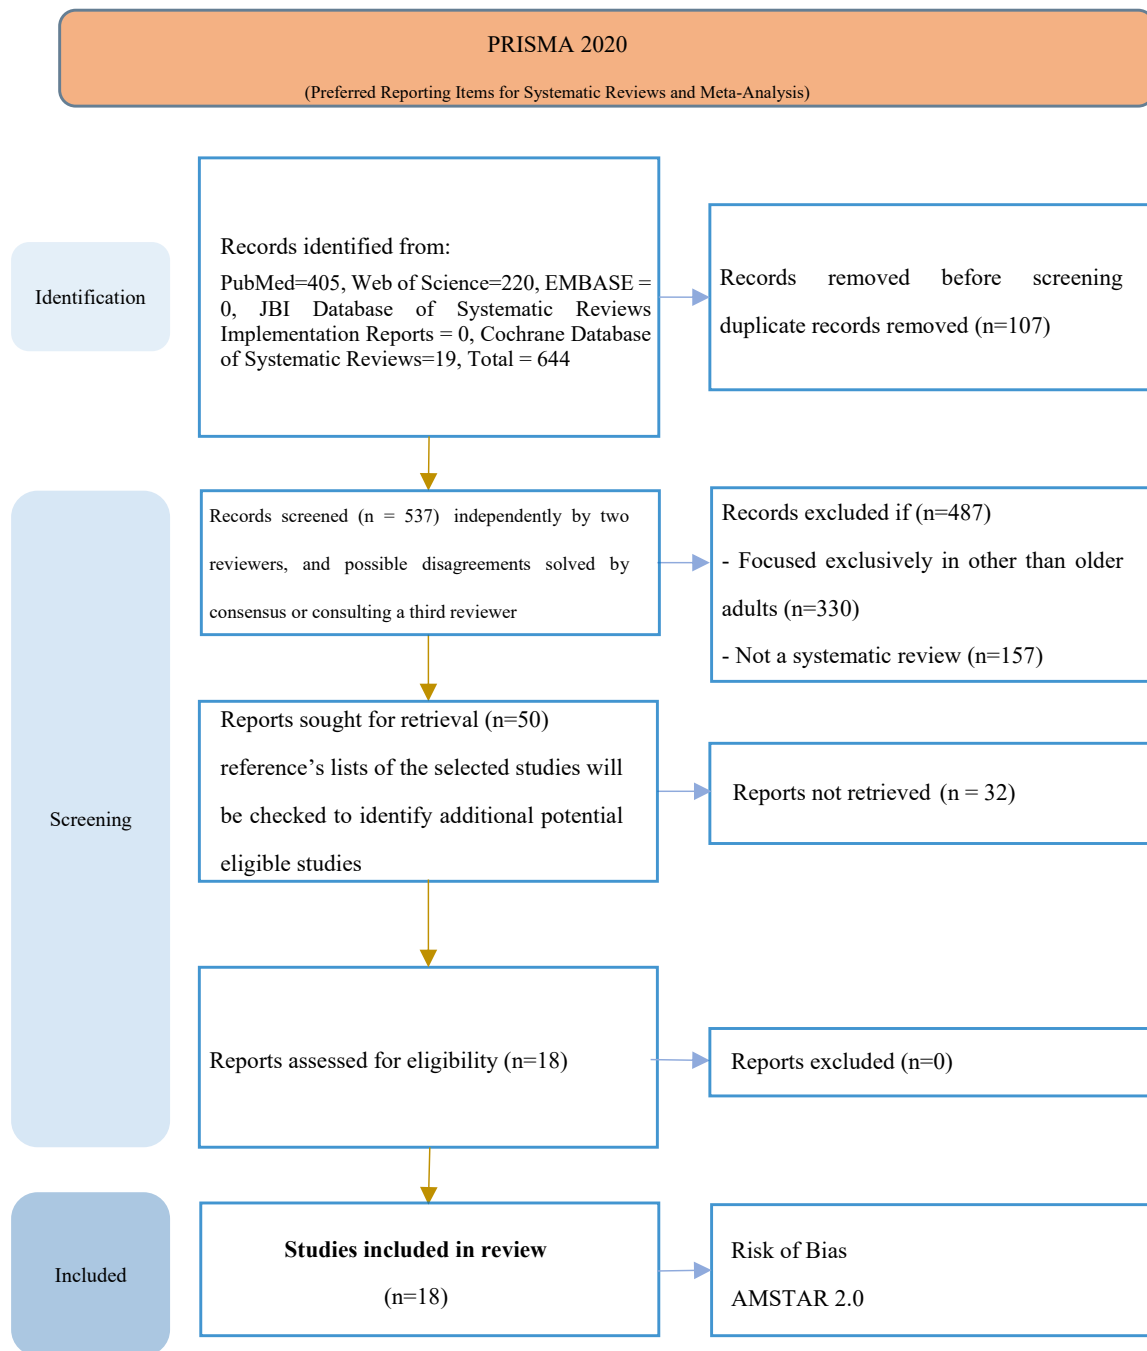 PRISMA 2020
(Preferred Reporting Items for Systematic Reviews and Meta-Analysis)
Identification
Records identified from:
PubMed=405, Web of Science=220, EMBASE =
0, JBI Database of Systematic Reviews
Implementation Reports = 0, Cochrane Database
of Systematic Reviews=19, Total = 644
Records removed before screening
duplicate records removed (n=107)
Screening
Records screened (n = 537) independently by two
reviewers, and possible disagreements solved by
consensus or consulting a third reviewer
Records excluded if (n=487)
- Focused exclusively in other than older
adults (n=330)
- Not a systematic review (n=157)
Reports sought for retrieval (n=50)
reference's lists of the selected studies will
be checked to identify additional potential
eligible studies
Reports not retrieved (n = 32)
Reports assessed for eligibility (n=18)
Reports excluded (n=0)
Included
Studies included in review
(n=18)
Risk of Bias
AMSTAR 2.0